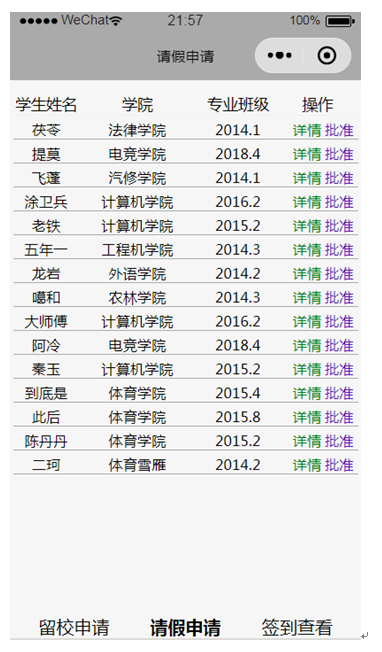 WeChat 21:57 100%
请假申请
学生姓名 学院 专业班级 操作
茯苓 法律学院 2014.1 详情 批准
提莫 电竞学院 2018.4 详情 批准
飞蓬 汽修学院 2014.1 详情 批准
涂卫兵 计算机学院 2016.2 详情 批准
老铁 计算机学院 2015.2 详情 批准
五年一 工程机学院 2014.3 详情 批准
龙岩 外语学院 2014.2 详情 批准
嘬和 农林学院 2014.3 详情 批准
大师傅 计算机学院 2016.2 详情 批准
阿冷 电竞学院 2018.4 详情 批准
秦玉 计算机学院 2015.2 详情 批准
到底是 体育学院 2015.4 详情 批准
此后 体育学院 2015.8 详情 批准
陈丹丹 体育学院 2015.2 详情 批准
二珂 体育雪雁 2014.2 详情 批准
留校申请 请假申请 签到查看